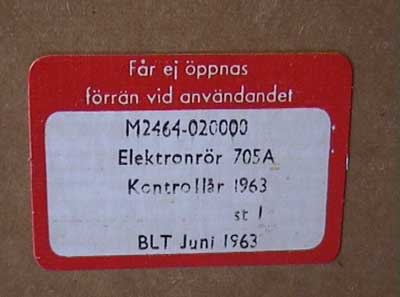 Får ej öppnas
förrän vid användandet
M2464-020000
Elektronrör 705A
Kontrollår 1963
st 1
BLT Juni 1963